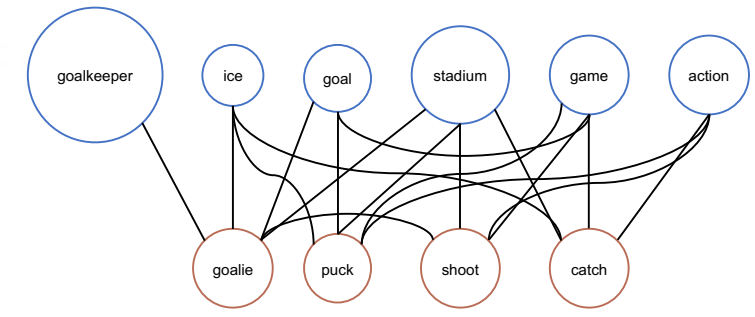 goalkeeper
ice
goal
stadium
game
action
goalie
puck
shoot
catch